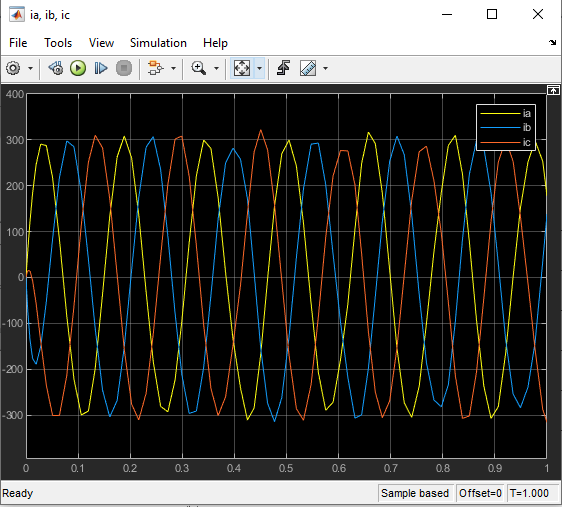 ia, ib, ic
File Tools View Simulation Help
ia
ib
ic
400
300
200
100
0
-100
-200
-300
0 0.1 0.2 0.3 0.4 0.5 0.6 0.7 0.8 0.9 1
Ready Sample based Offset=0 T=1.000